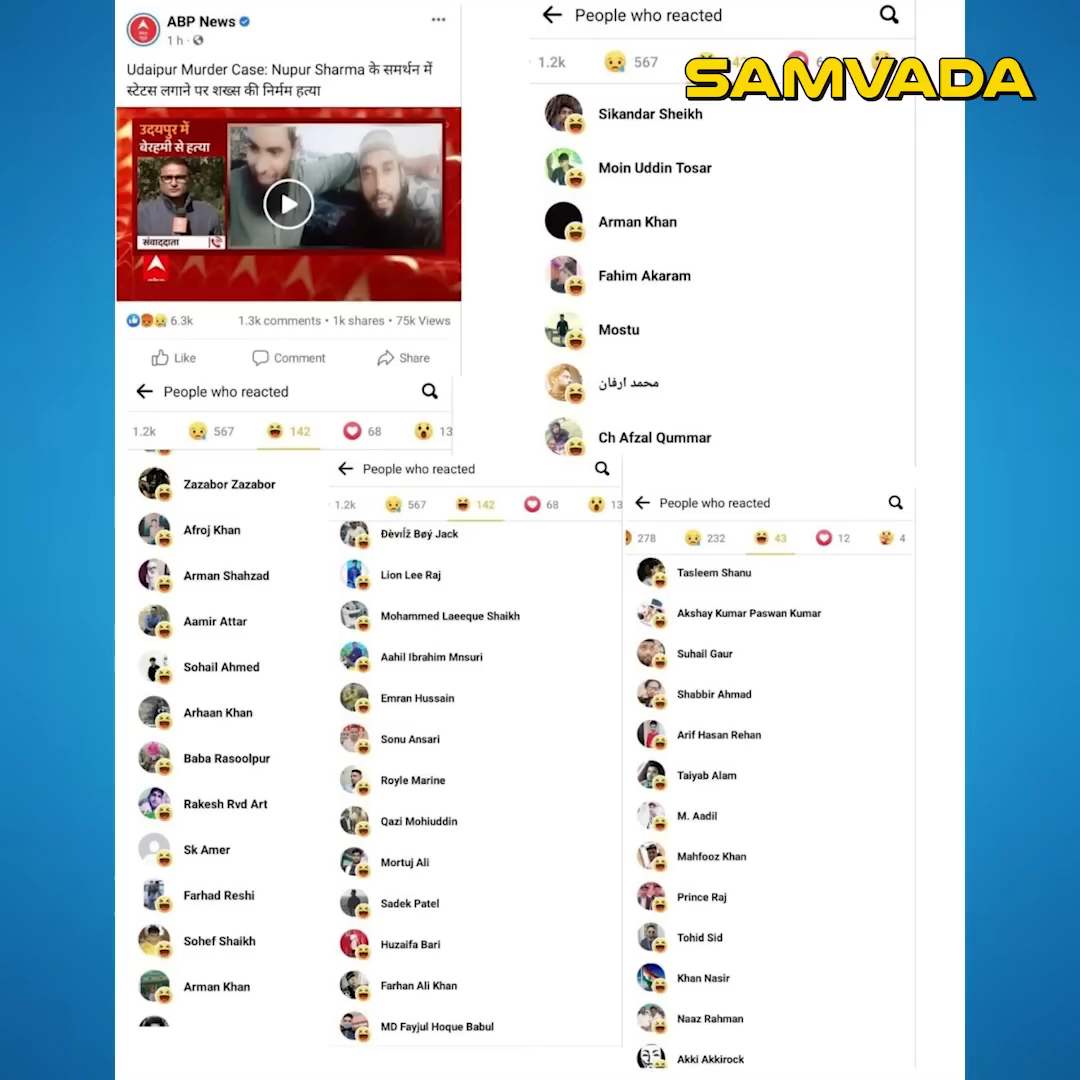 ABP News
1 h
Udaipur Murder Case: Nupur Sharma के समर्थन में
स्टेटस लगाने पर शख्स की निर्मम हत्या
उदयपुर में
बेरहमी से हत्या
संवाददाता
6.3k
1.3k comments • 1k shares • 75k Views
Like Comment Share
People who reacted
1.2k 567
SAMVADA
Sikandar Sheikh
Moin Uddin Tosar
Arman Khan
Fahim Akaram
Mostu
محمد ارفان
Ch Afzal Qummar
People who reacted
1.2k 567 142 68 13
Zazabor Zazabor
Afroj Khan
Arman Shahzad
Aamir Attar
Sohail Ahmed
Arhaan Khan
Baba Rasoolpur
Rakesh Rvd Art
Sk Amer
Farhad Reshi
Sohef Shaikh
Arman Khan
People who reacted
1.2k 567 142 68 13
Bøÿ Jack
Lion Lee Raj
Mohammed Laeeque Shaikh
Aahil Ibrahim Mnsuri
Emran Hussain
Sonu Ansari
Royle Marine
Qazi Mohiuddin
Mortuj Ali
Sadek Patel
Huzaifa Bari
Farhan Ali Khan
MD Fayjul Hoque Babul
People who reacted
278 232 43 12 4
Tasleem Shanu
Akshay Kumar Paswan Kumar
Suhail Gaur
Shabbir Ahmad
Arif Hasan Rehan
Taiyab Alam
M. Aadil
Mahfooz Khan
Prince Raj
Tohid Sid
Khan Nasir
Naaz Rahman
Akki Akkirock